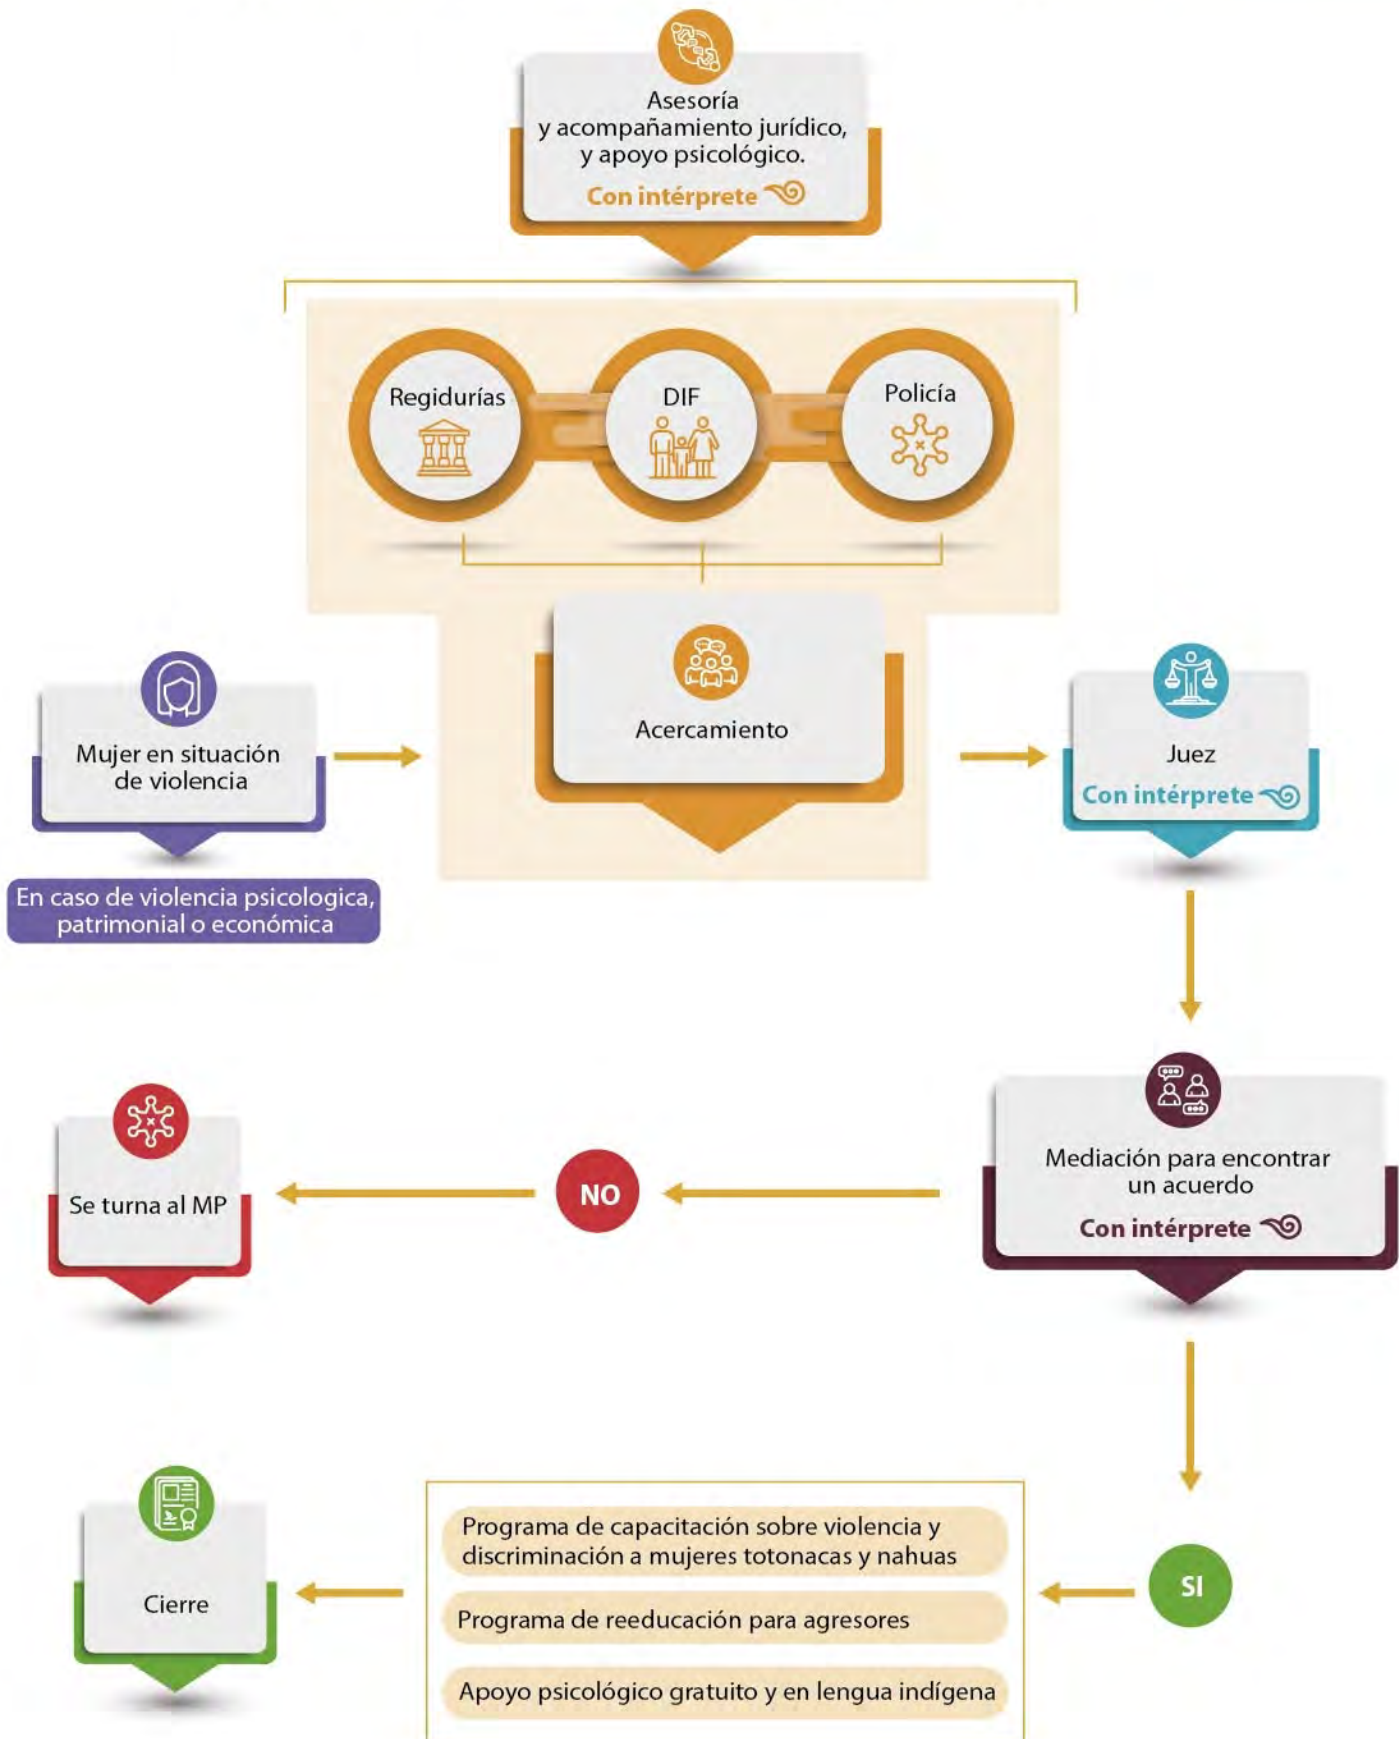 Asesoría
y acompañamiento jurídico,
y apoyo psicológico.
Con intérprete
Regidurías
DIF
Policía
Acercamiento
Mujer en situación
de violencia
En caso de violencia psicologica,
patrimonial o económica
Juez
Con intérprete
Mediación para encontrar
un acuerdo
Con intérprete
NO
Se turna al MP
SI
Programa de capacitación sobre violencia y
discriminación a mujeres totonacas y nahuas
Programa de reeducación para agresores
Apoyo psicológico gratuito y en lengua indígena
Cierre